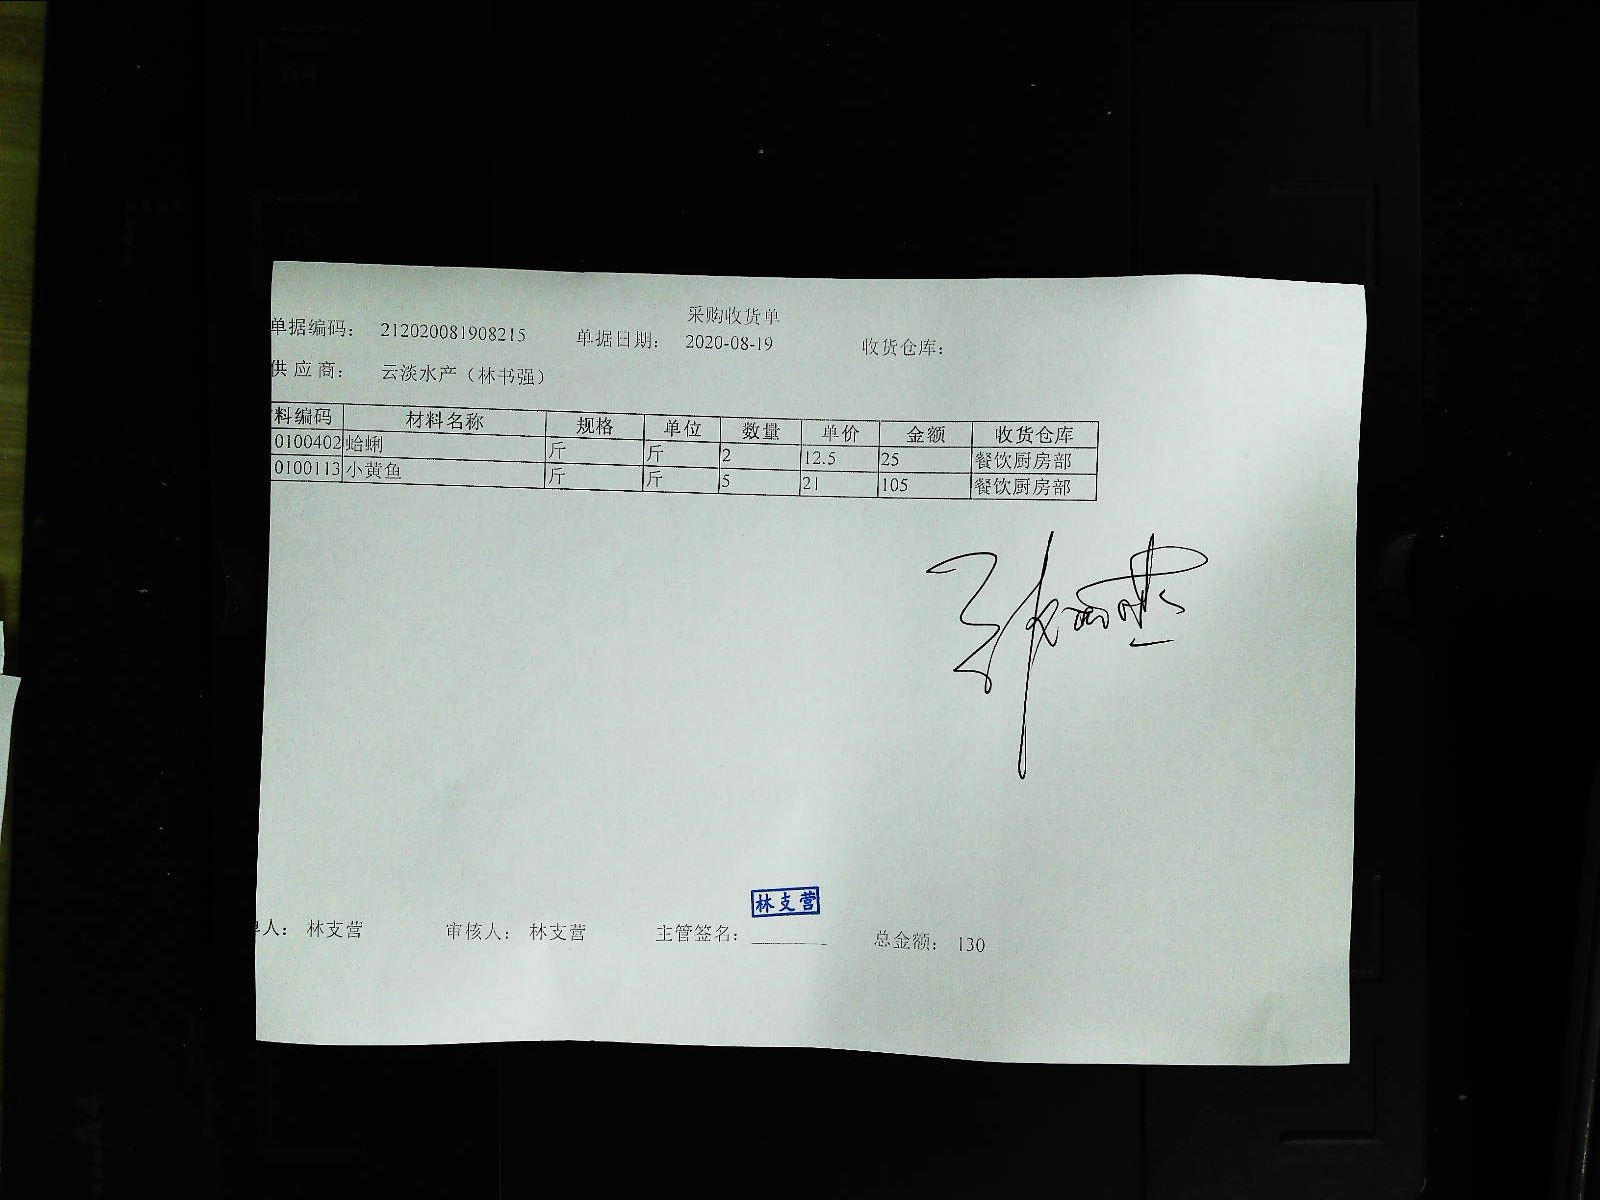 采购收货单
单据编码： 212020081908215 单据日期： 2020-08-19 收货仓库：
供应商： 云淡水产（林书强）
料编码 材料名称 规格 单位 数量 单价 金额 收货仓库
0100402 蛤蜊 斤 斤 2 12.5 25 餐饮厨房部
0100113 小黄鱼 斤 斤 5 21 105 餐饮厨房部
林支营
人： 林支营 审核人： 林支营 主管签名： 总金额： 130